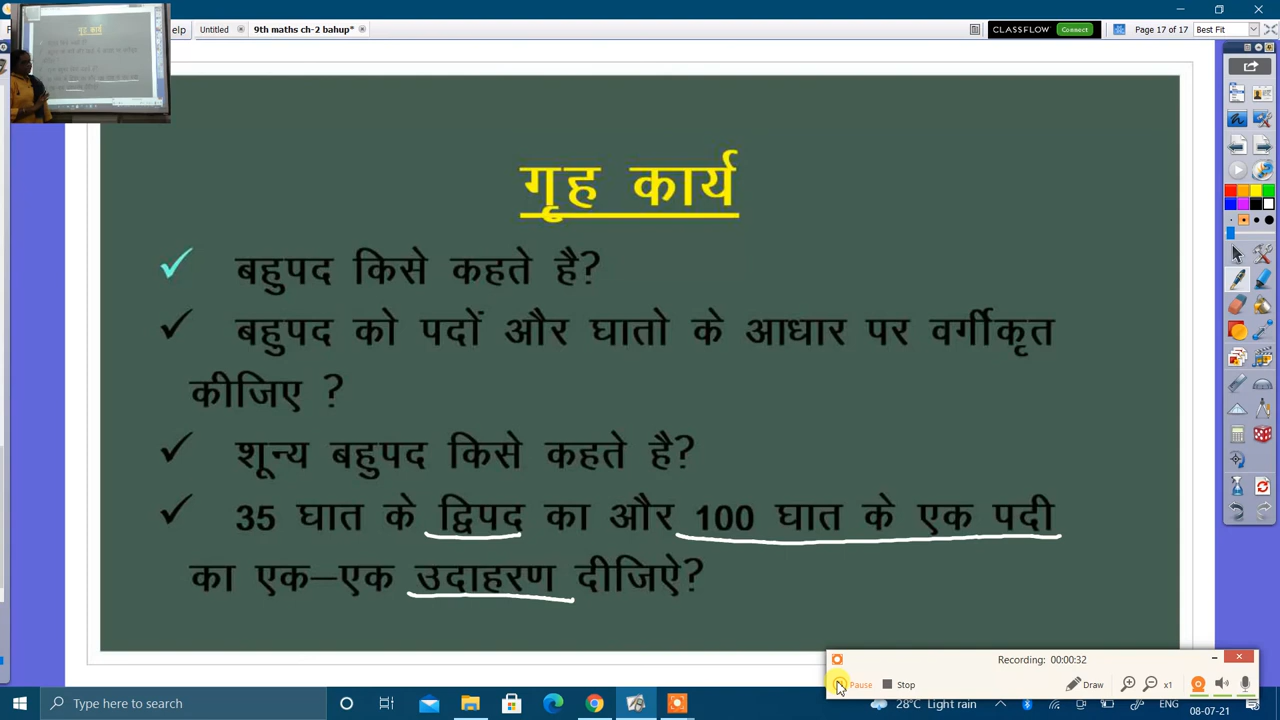 elp
Untitled
9th maths ch-2 bahup*
CLASSFLOW
Connect
Page 17 of 17
Best Fit
गृह कार्य
बहुपद किसे कहते है?
बहुपद को पदों और घातो के आधार पर वर्गीकृत
कीजिए ?
शून्य बहुपद किसे कहते है?
35 घात के द्विपद का और 100 घात के एक पदी
का एक–एक उदाहरण दीजिऐ?
Recording: 00:00:32
Pause
Stop
Draw
x1
Type here to search
28°C Light rain
08-07-21